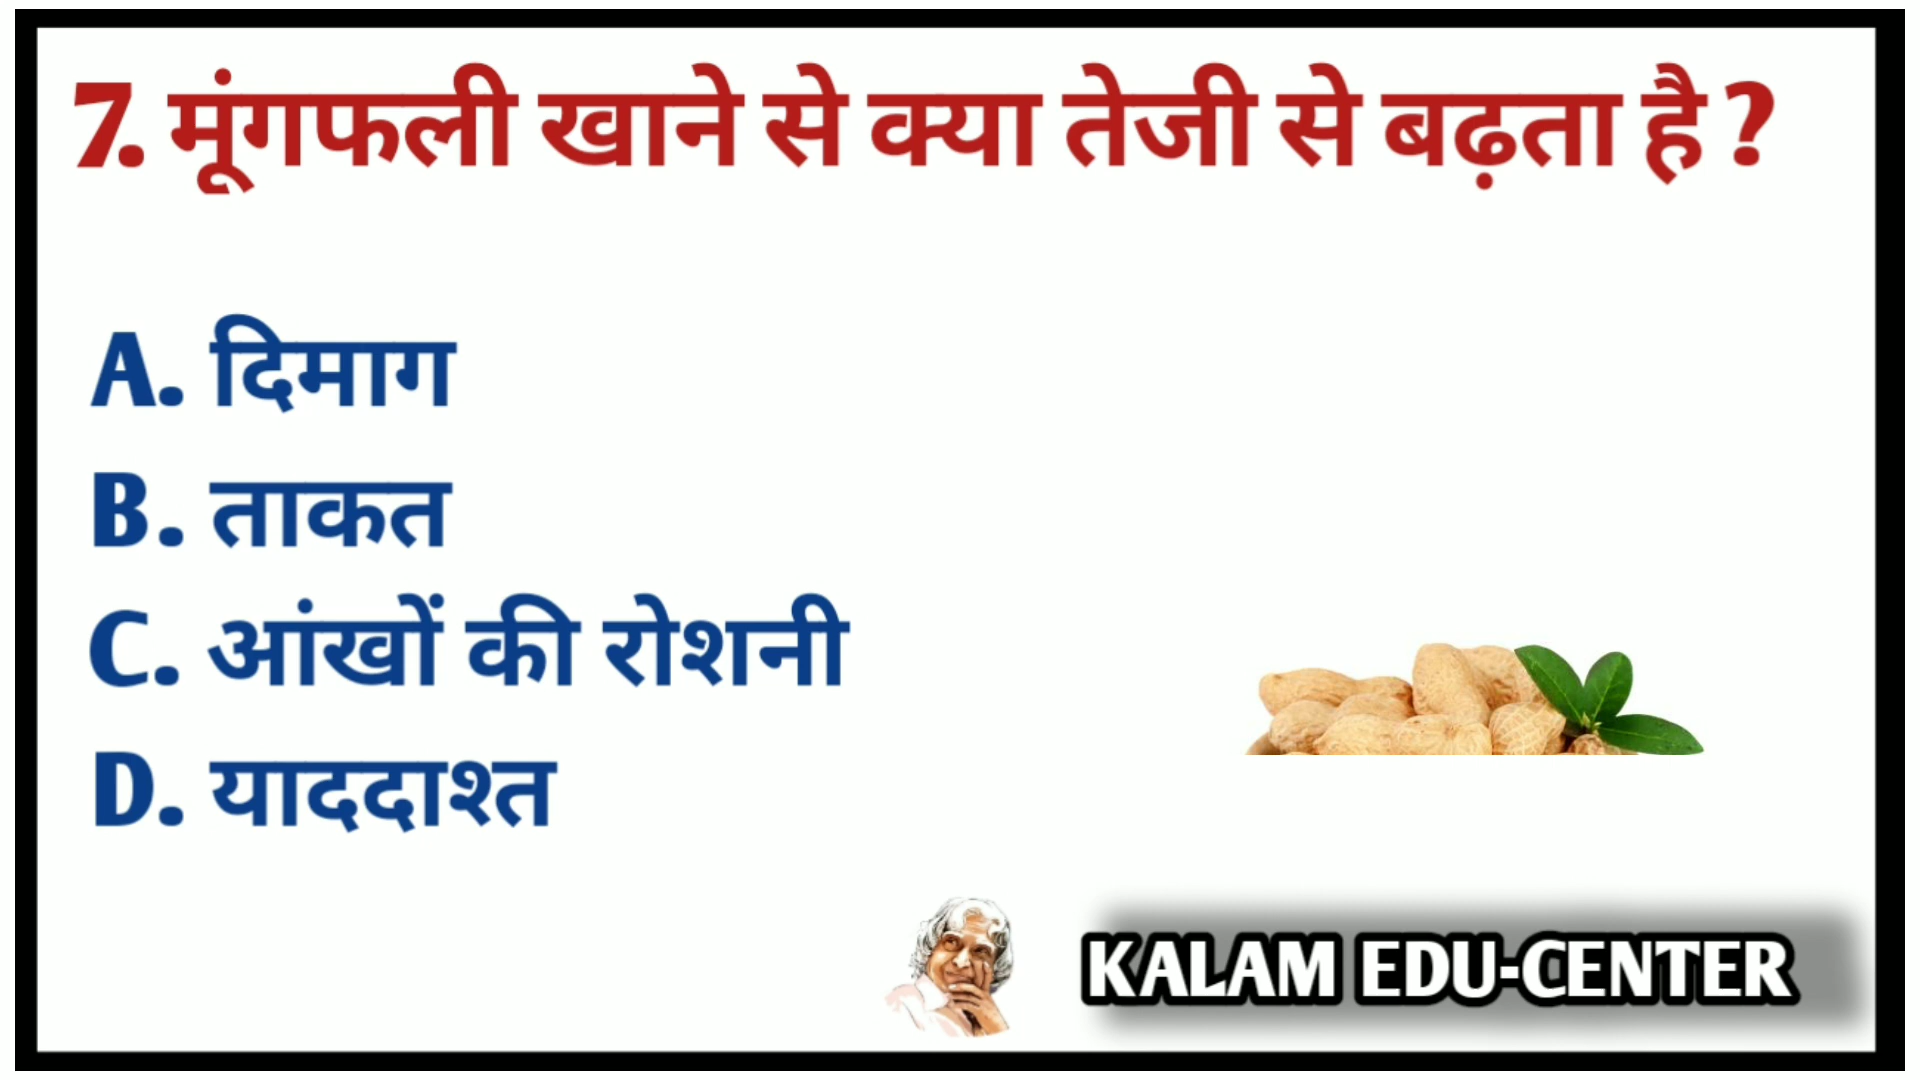 7. मूंगफली खाने से क्या तेजी से बढ़ता है ?
A. दिमाग
B. ताकत
C. आंखों की रोशनी
D. याददाश्त
KALAM EDU-CENTER